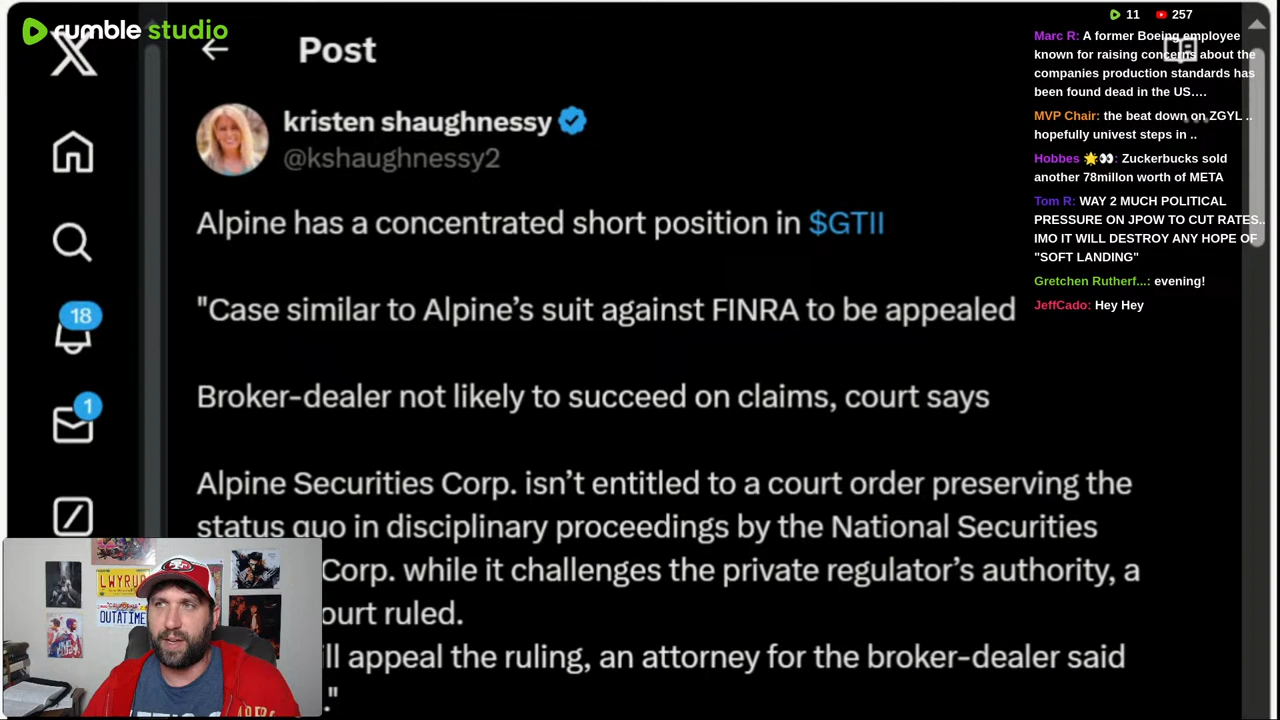 rumble studio
11 257
Post
kristen shaughnessy
@kshaughnessy2
Alpine has a concentrated short position in $GTII
"Case similar to Alpine’s suit against FINRA to be appealed
Broker-dealer not likely to succeed on claims, court says
Alpine Securities Corp. isn’t entitled to a court order preserving the
status quo in disciplinary proceedings by the National Securities
Corp. while it challenges the private regulator’s authority, a
ourt ruled.
ill appeal the ruling, an attorney for the broker-dealer said
."
18
1
Marc R: A former Boeing employee
known for raising concerns about the
companies production standards has
been found dead in the US....
MVP Chair: the beat down on ZGYL ..
hopefully univest steps in ..
Hobbes 🌟👀: Zuckerbucks sold
another 78millon worth of META
Tom R: WAY 2 MUCH POLITICAL
PRESSURE ON JPOW TO CUT RATES..
IMO IT WILL DESTROY ANY HOPE OF
"SOFT LANDING"
Gretchen Rutherf...: evening!
JeffCado: Hey Hey
LWYRUP
OUTATIME